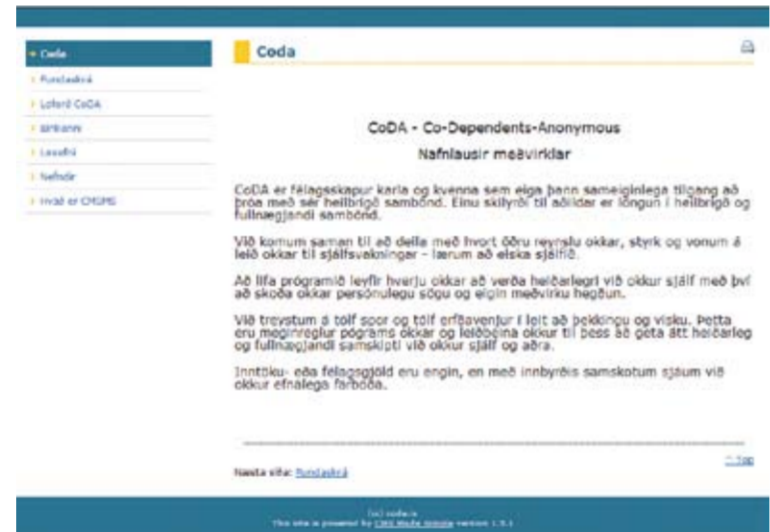 Coda
Fundaskrá
Loforð CoDA
Lesefni
Nefndir
Hvað er CMSMS
Coda
CoDA - Co-Dependents-Anonymous
Nafnlausir meðvirklar
CoDA er félagsskapur karla og kvenna sem eiga þann sameiginlega tilgang að
þróa með sér heilbrigð sambönd. Einu skilyrði til aðildar er löngun í heilbrigð og
fullnægjandi sambönd.
Við komum saman til að deila með hvort öðru reynslu okkar, styrk og vonum á
leið okkar til sjálfsvakningar - lærum að elska sjálfið.
Að lifa prógramið leyfir hverju okkar að verða heiðarlegri við okkur sjálf með því
að skoða okkar persónulegu sögu og eigin meðvirku hegðun.
Við treystum á tólf spor og tólf erfðavenjur í leit að þekkingu og visku. Þetta
eru meginreglur pógrams okkar og leiðbeina okkur til þess að geta átt heiðarleg
og fullnægjandi samskipti við okkur sjálf og aðra.
Inntöku- eða félagsgjöld eru engin, en með innbyrðis samskotum sjáum við
okkur efnalega farboða.
^ Top
Næsta síða: Fundaskrá
(c) coda.is
This site is powered by CMS Made Simple version 1.5.1